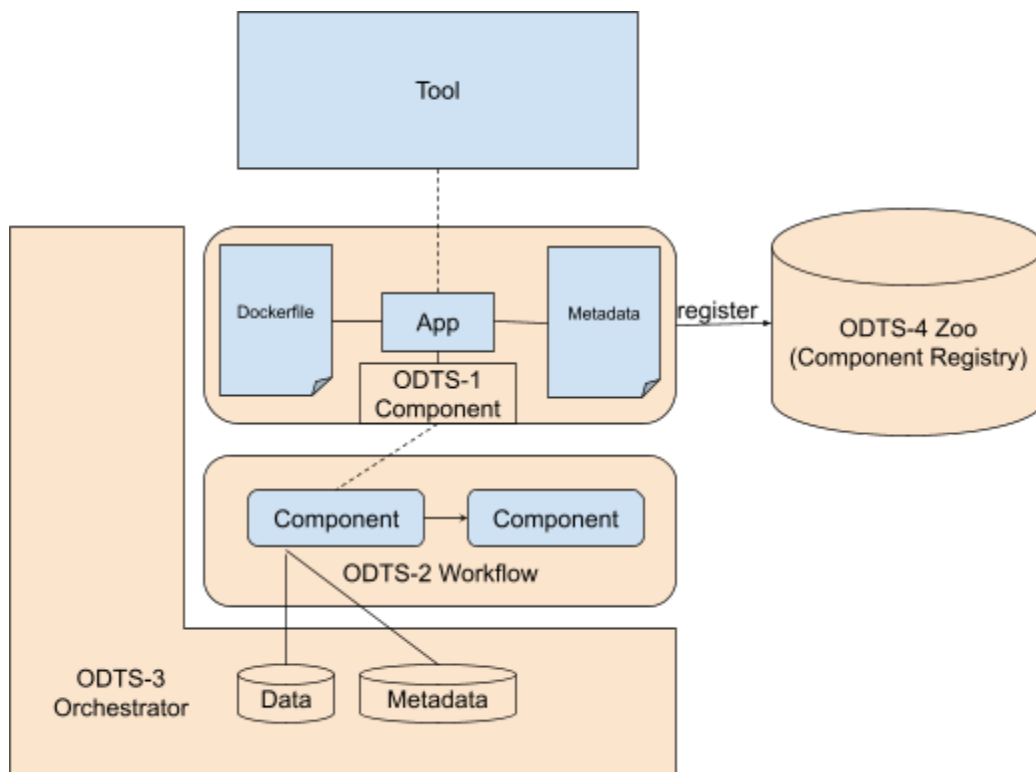 Tool
Dockerfile
App
Metadata
ODTS-1
Component
register
ODTS-4 Zoo
(Component Registry)
Component
Component
ODTS-2 Workflow
ODTS-3
Orchestrator
Data
Metadata